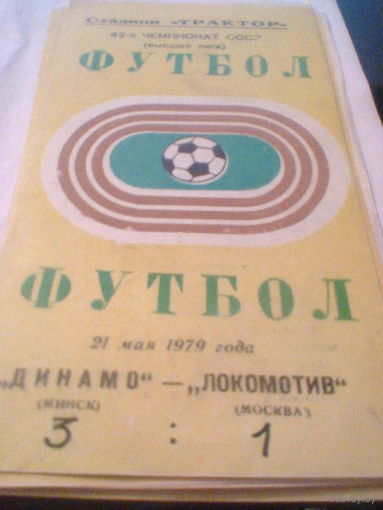 Стадион «ТРАКТОР»
42-й ЧЕМПИОНАТ СССР
(высшая лига)
ФУТБОЛ
ФУТБОЛ
21 мая 1979 года
„ДИНАМО“ — „ЛОКОМОТИВ“
(МИНСК) (МОСКВА)
3 : 1